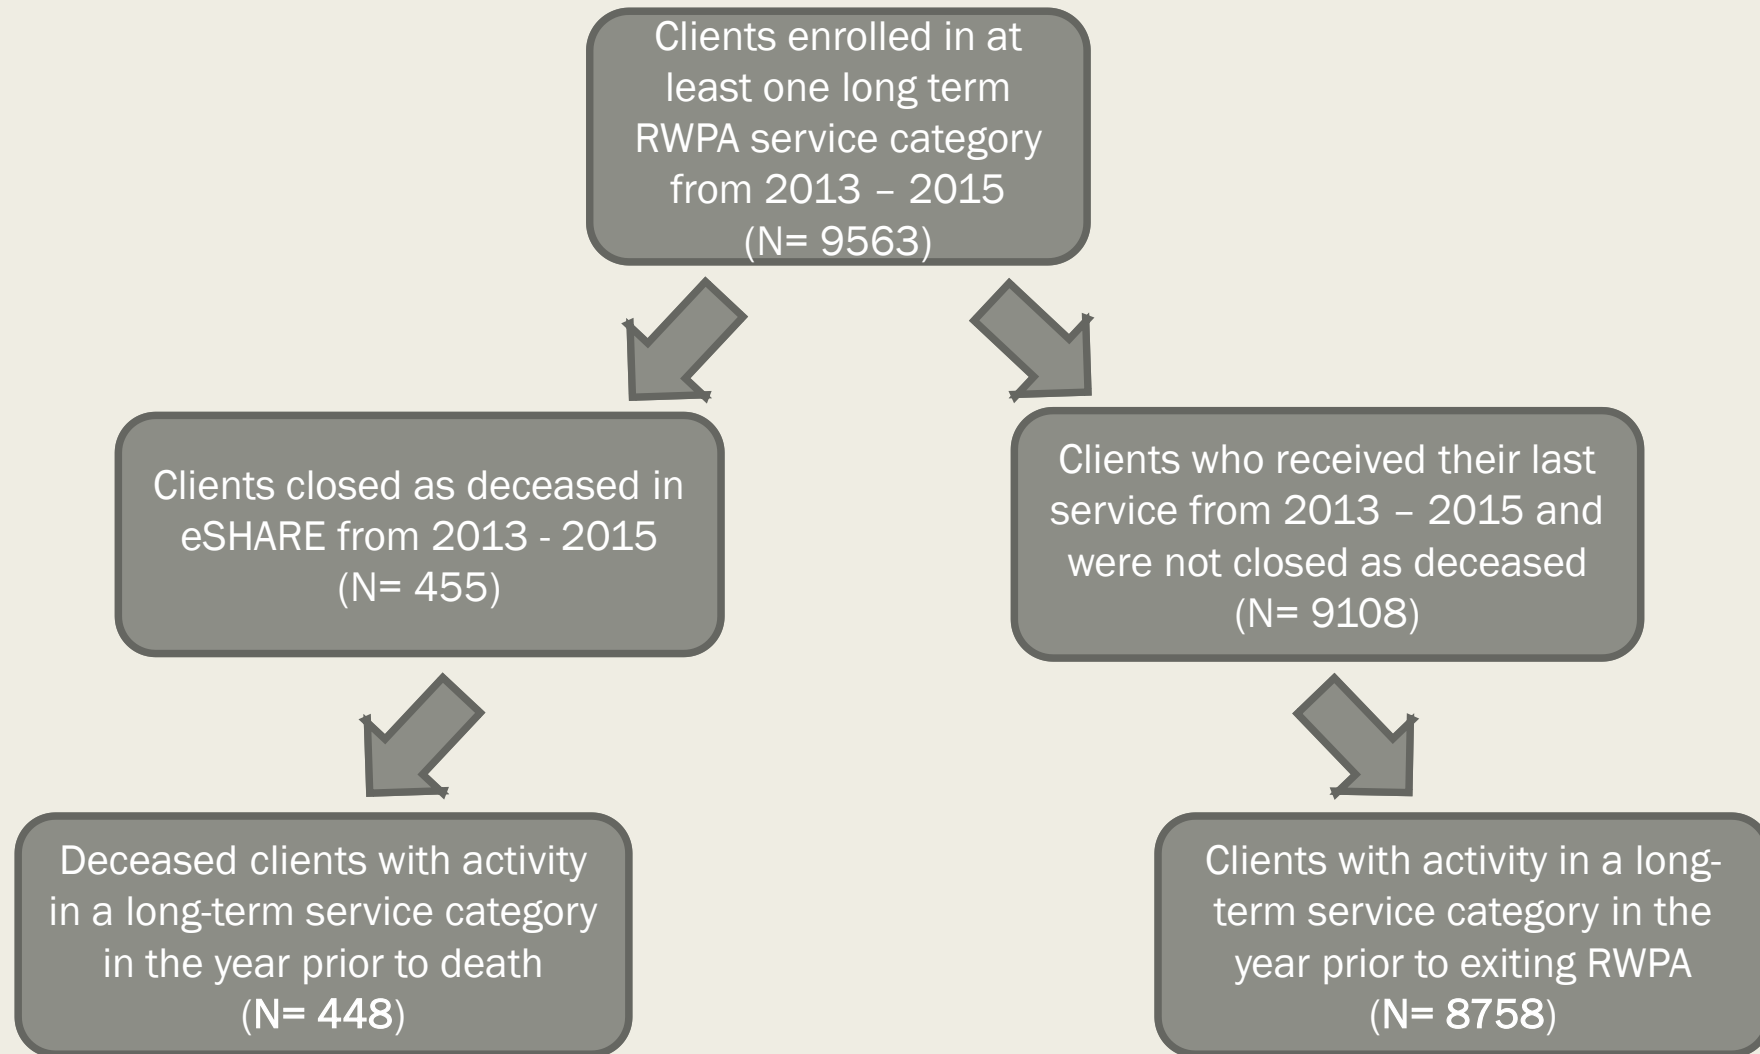 Clients enrolled in at
least one long term
RWPA service category
from 2013 – 2015
(N= 9563)
Clients closed as deceased in
eSHARE from 2013 - 2015
(N= 455)
Clients who received their last
service from 2013 – 2015 and
were not closed as deceased
(N= 9108)
Deceased clients with activity
in a long-term service category
in the year prior to death
(N= 448)
Clients with activity in a long-
term service category in the
year prior to exiting RWPA
(N= 8758)